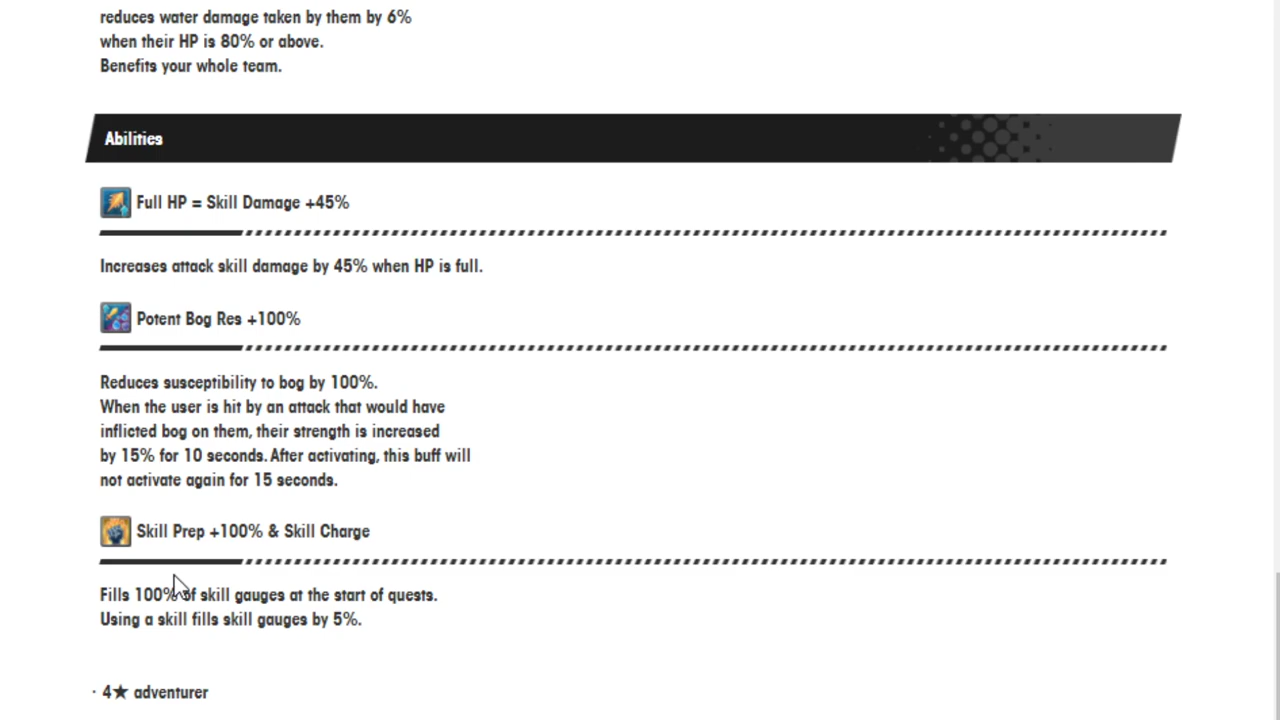 reduces water damage taken by them by 6%
when their HP is 80% or above.
Benefits your whole team.
Abilities
Full HP = Skill Damage +45%
Increases attack skill damage by 45% when HP is full.
Potent Bog Res +100%
Reduces susceptibility to bog by 100%.
When the user is hit by an attack that would have
inflicted bog on them, their strength is increased
by 15% for 10 seconds. After activating, this buff will
not activate again for 15 seconds.
Skill Prep +100% & Skill Charge
Fills 100% of skill gauges at the start of quests.
Using a skill fills skill gauges by 5%.
· 4★ adventurer